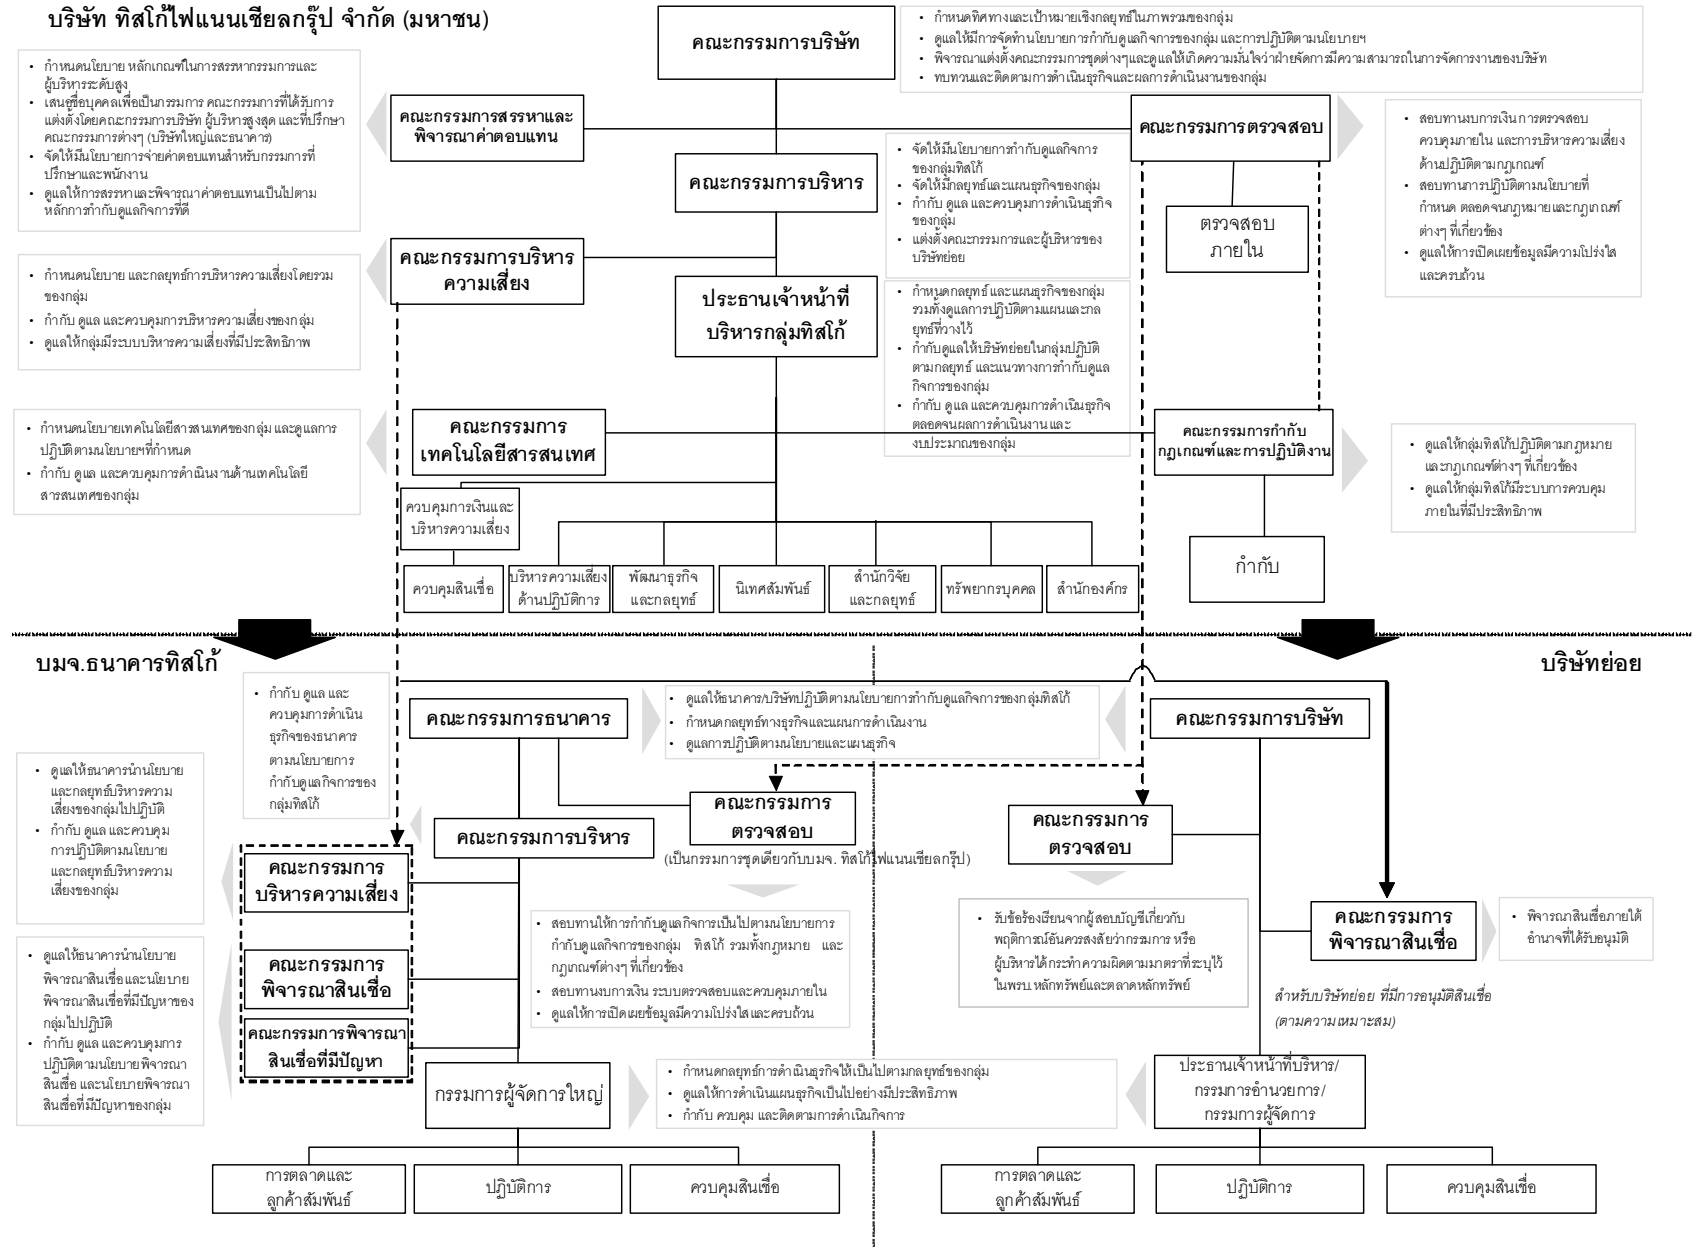 บริษัท ทิสโก้ไฟแนนเชียลกรุ๊ป จำกัด (มหาชน)
คณะกรรมการบริษัท
• กำหนดทิศทางและเป้าหมายเชิงกลยุทธ์ในภาพรวมของกลุ่ม
• ดูแลให้มีการจัดทำนโยบายการกำกับดูแลกิจการของกลุ่ม และการปฏิบัติตามนโยบายฯ
• พิจารณาแต่งตั้งคณะกรรมการชุดต่างๆและดูแลให้เกิดความมั่นใจว่าฝ่ายจัดการมีความสามารถในการจัดการงานของบริษัท
• ทบทวนและติดตามการดำเนินธุรกิจและผลการดำเนินงานของกลุ่ม
• กำหนดนโยบาย หลักเกณฑ์ในการสรรหากรรมการและ
ผู้บริหารระดับสูง
• เสนอชื่อบุคคลเพื่อเป็นกรรมการ คณะกรรมการที่ได้รับการ
แต่งตั้งโดยคณะกรรมการบริษัท ผู้บริหารสูงสุด และที่ปรึกษา
คณะกรรมการต่างๆ (บริษัทใหญ่และธนาคาร)
• จัดให้มีนโยบายการจ่ายค่าตอบแทนสำหรับกรรมการที่
ปรึกษาและพนักงาน
• ดูแลให้การสรรหาและพิจารณาค่าตอบแทนเป็นไปตาม
หลักการกำกับดูแลกิจการที่ดี
คณะกรรมการสรรหาและ
พิจารณาค่าตอบแทน
คณะกรรมการตรวจสอบ
• สอบทานงบการเงิน การตรวจสอบ
ควบคุมภายใน และการบริหารความเสี่ยง
ด้านปฏิบัติตามกฎเกณฑ์
• สอบทานการปฏิบัติตามนโยบายที่
กำหนด ตลอดจนกฎหมายและกฎเกณฑ์
ต่างๆ ที่เกี่ยวข้อง
• ดูแลให้การเปิดเผยข้อมูลมีความโปร่งใส
และครบถ้วน
คณะกรรมการบริหาร
• จัดให้มีนโยบายการกำกับดูแลกิจการ
ของกลุ่มทิสโก้
• จัดให้มีกลยุทธ์และแผนธุรกิจของกลุ่ม
• กำกับ ดูแล และควบคุมการดำเนินธุรกิจ
ของกลุ่ม
• แต่งตั้งคณะกรรมการและผู้บริหารของ
บริษัทย่อย
ตรวจสอบ
ภายใน
• กำหนดนโยบาย และกลยุทธ์การบริหารความเสี่ยงโดยรวม
ของกลุ่ม
• กำกับ ดูแล และควบคุมการบริหารความเสี่ยงของกลุ่ม
• ดูแลให้กลุ่มมีระบบบริหารความเสี่ยงที่มีประสิทธิภาพ
คณะกรรมการบริหาร
ความเสี่ยง
ประธานเจ้าหน้าที่
บริหารกลุ่มทิสโก้
• กำหนดกลยุทธ์ และแผนธุรกิจของกลุ่ม
รวมทั้งดูแลการปฏิบัติตามแผนและกล
ยุทธ์ที่วางไว้
• กำกับดูแลให้บริษัทย่อยในกลุ่มปฏิบัติ
ตามกลยุทธ์ และแนวทางการกำกับดูแล
กิจการของกลุ่ม
• กำกับ ดูแล และควบคุมการดำเนินธุรกิจ
ตลอดจนผลการดำเนินงาน และ
งบประมาณของกลุ่ม
• กำหนดนโยบายเทคโนโลยีสารสนเทศของกลุ่ม และดูแลการ
ปฏิบัติตามนโยบายฯที่กำหนด
• กำกับ ดูแล และควบคุมการดำเนินงานด้านเทคโนโลยี
สารสนเทศของกลุ่ม
คณะกรรมการ
เทคโนโลยีสารสนเทศ
คณะกรรมการกำกับ
กฎเกณฑ์และการปฏิบัติงาน
• ดูแลให้กลุ่มทิสโก้ปฏิบัติตามกฎหมาย
และกฎเกณฑ์ต่างๆ ที่เกี่ยวข้อง
• ดูแลให้กลุ่มทิสโก้มีระบบการควบคุม
ภายในที่มีประสิทธิภาพ
ควบคุมการเงินและ
บริหารความเสี่ยง
กำกับ
ควบคุมสินเชื่อ
บริหารความเสี่ยง
ด้านปฏิบัติการ
พัฒนาธุรกิจ
และกลยุทธ์
นิเทศสัมพันธ์
สำนักวิจัย
และกลยุทธ์
ทรัพยากรบุคคล
สำนักองค์กร
บมจ.ธนาคารทิสโก้
บริษัทย่อย
• กำกับ ดูแล และ
ควบคุมการดำเนิน
ธุรกิจของธนาคาร
ตามนโยบายการ
กำกับดูแลกิจการของ
กลุ่มทิสโก้
คณะกรรมการธนาคาร
• ดูแลให้ธนาคาร/บริษัทปฏิบัติตามนโยบายการกำกับดูแลกิจการของกลุ่มทิสโก้
• กำหนดกลยุทธ์ทางธุรกิจและแผนการดำเนินงาน
• ดูแลการปฏิบัติตามนโยบายและแผนธุรกิจ
คณะกรรมการบริษัท
• ดูแลให้ธนาคารนำนโยบาย
และกลยุทธ์บริหารความ
เสี่ยงของกลุ่มไปปฏิบัติ
• กำกับ ดูแล และควบคุม
การปฏิบัติตามนโยบาย
และกลยุทธ์บริหารความ
เสี่ยงของกลุ่ม
คณะกรรมการบริหาร
คณะกรรมการ
ตรวจสอบ
(เป็นกรรมการชุดเดียวกับบมจ. ทิสโก้ไฟแนนเชียลกรุ๊ป)
คณะกรรมการ
ตรวจสอบ
คณะกรรมการ
บริหารความเสี่ยง
• สอบทานให้การกำกับดูแลกิจการเป็นไปตามนโยบายการ
กำกับดูแลกิจการของกลุ่ม ทิสโก้ รวมทั้งกฎหมาย และ
กฎเกณฑ์ต่างๆ ที่เกี่ยวข้อง
• สอบทานงบการเงิน ระบบตรวจสอบและควบคุมภายใน
• ดูแลให้การเปิดเผยข้อมูลมีความโปร่งใสและครบถ้วน
• รับข้อร้องเรียนจากผู้สอบบัญชีเกี่ยวกับ
พฤติการณ์อันควรสงสัยว่ากรรมการ หรือ
ผู้บริหารได้กระทำความผิดตามมาตราที่ระบุไว้
ในพรบ.หลักทรัพย์และตลาดหลักทรัพย์
คณะกรรมการ
พิจารณาสินเชื่อ
• พิจารณาสินเชื่อภายใต้
อำนาจที่ได้รับอนุมัติ
สำหรับบริษัทย่อย ที่มีการอนุมัติสินเชื่อ
(ตามความเหมาะสม)
• ดูแลให้ธนาคารนำนโยบาย
พิจารณาสินเชื่อและนโยบาย
พิจารณาสินเชื่อที่มีปัญหาของ
กลุ่มไปปฏิบัติ
• กำกับ ดูแล และควบคุมการ
ปฏิบัติตามนโยบายพิจารณา
สินเชื่อ และนโยบายพิจารณา
สินเชื่อที่มีปัญหาของกลุ่ม
คณะกรรมการ
พิจารณาสินเชื่อ
คณะกรรมการพิจารณา
สินเชื่อที่มีปัญหา
กรรมการผู้จัดการใหญ่
• กำหนดกลยุทธ์การดำเนินธุรกิจให้เป็นไปตามกลยุทธ์ของกลุ่ม
• ดูแลให้การดำเนินแผนธุรกิจเป็นไปอย่างมีประสิทธิภาพ
• กำกับ ควบคุม และติดตามการดำเนินกิจการ
ประธานเจ้าหน้าที่บริหาร/
กรรมการอำนวยการ/
กรรมการผู้จัดการ
การตลาดและ
ลูกค้าสัมพันธ์
ปฏิบัติการ
ควบคุมสินเชื่อ
การตลาดและ
ลูกค้าสัมพันธ์
ปฏิบัติการ
ควบคุมสินเชื่อ